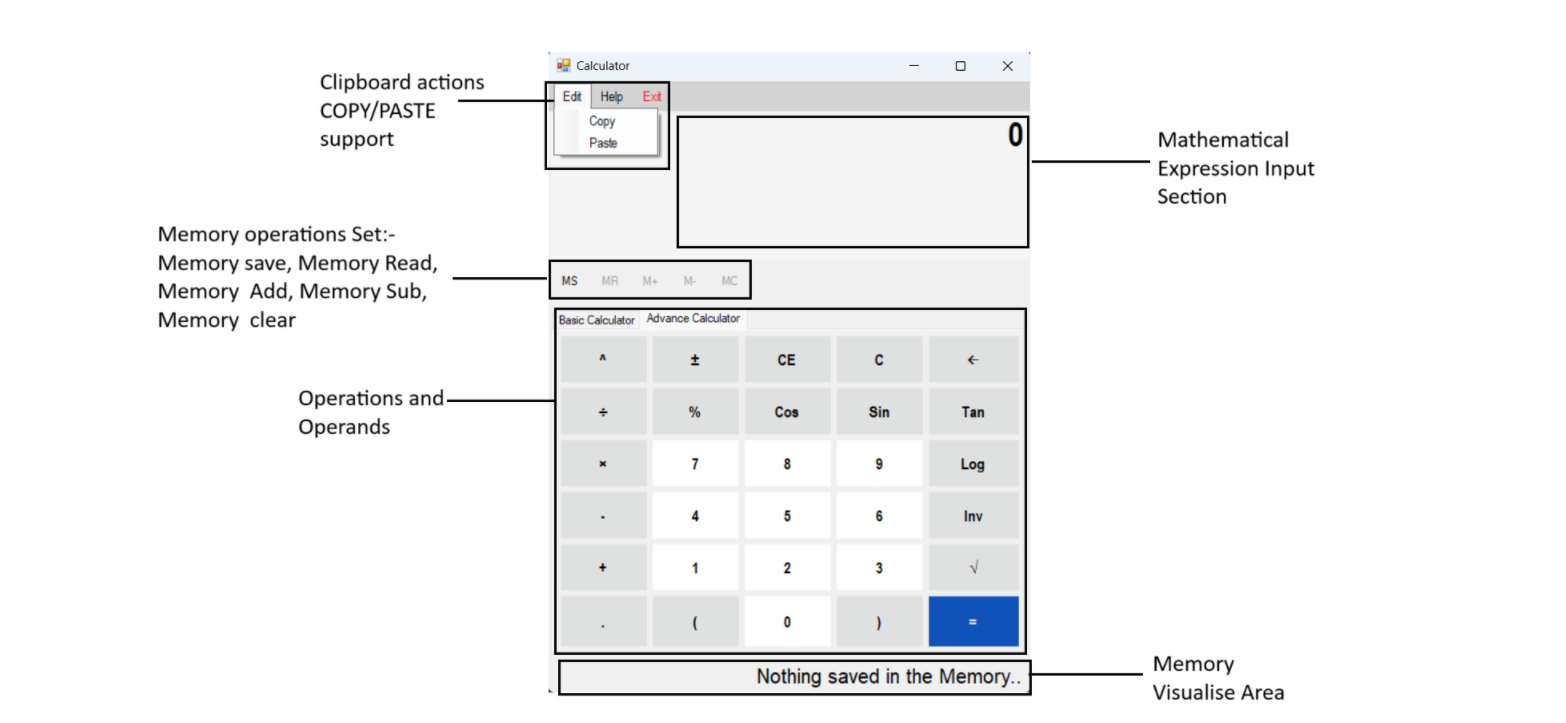 Calculator
Clipboard actions
COPY/PASTE
support
Edit Help Exit
Copy
Paste
0
Mathematical
Expression Input
Section
Memory operations Set:-
Memory save, Memory Read,
Memory Add, Memory Sub,
Memory clear
MS MR M+ M- MC
Basic Calculator Advance Calculator
^ ± CE C ←
Operations and
Operands
÷ % Cos Sin Tan
× 7 8 9 Log
- 4 5 6 Inv
+ 1 2 3 √
. ( 0 ) =
Nothing saved in the Memory..
Memory
Visualise Area